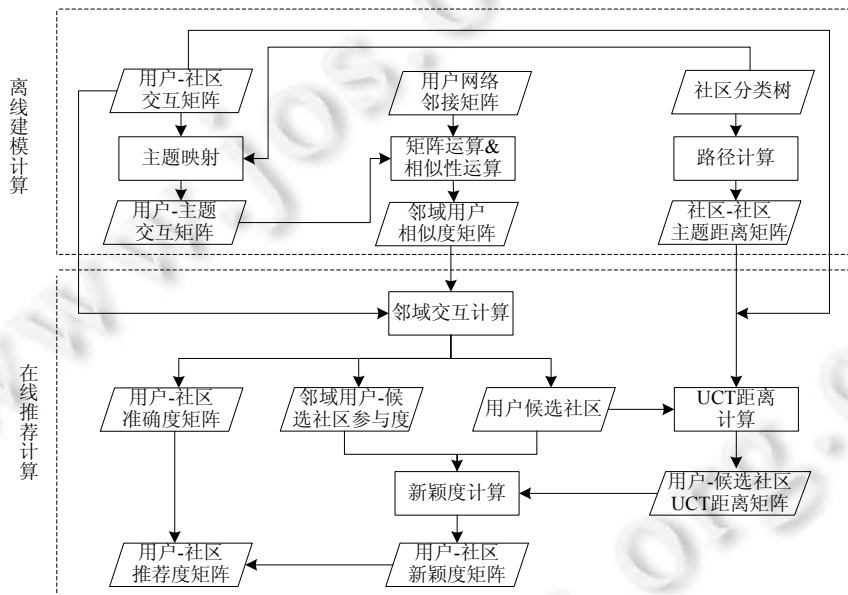 离线建模计算
用户-社区
交互矩阵
用户网络
邻接矩阵
社区分类树
主题映射
矩阵运算&
相似性运算
路径计算
用户-主题
交互矩阵
邻域用户
相似度矩阵
社区-社区
主题距离矩阵
在线推荐计算
邻域交互计算
用户-社区
准确度矩阵
邻域用户-候
选社区参与度
用户候选社区
UCT距离
计算
新颖度计算
用户-候选社区
UCT距离矩阵
用户-社区
推荐度矩阵
用户-社区
新颖度矩阵
www.jos.org.c